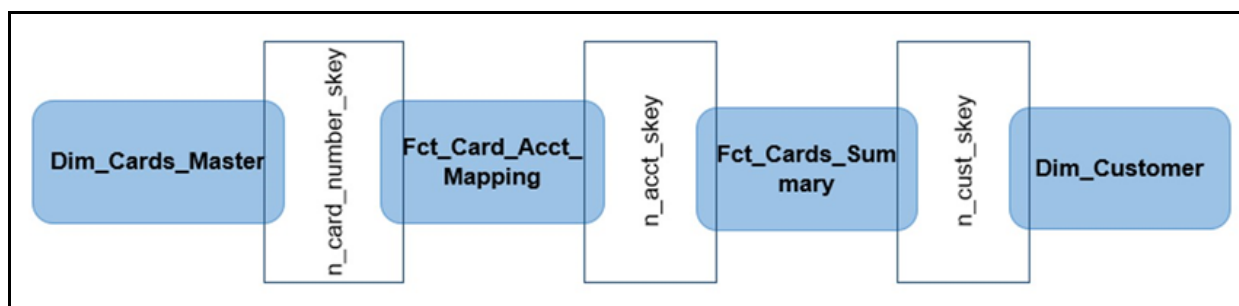 Dim_Cards_Master
n_card_number_skey
Fct_Card_Acct_
Mapping
n_acct_skey
Fct_Cards_Sum
mary
n_cust_skey
Dim_Customer